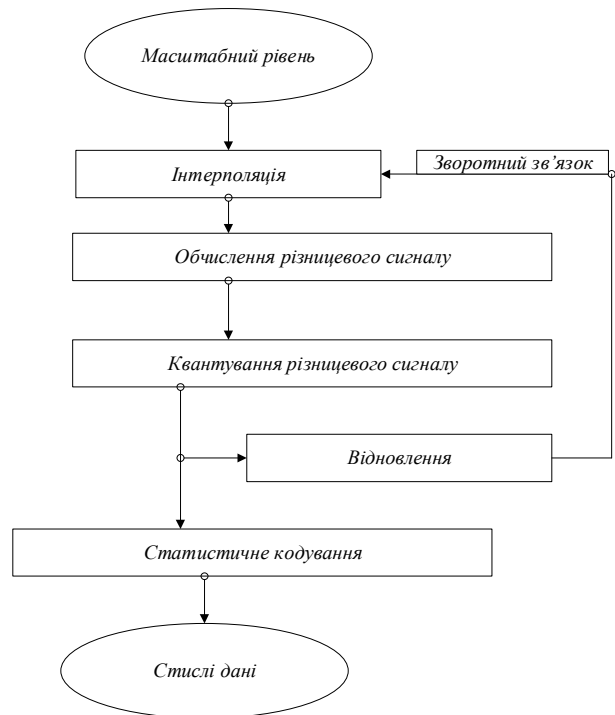 Масштабний рівень
Зворотний зв’язок
Інтерполяція
Обчислення різницевого сигналу
Квантування різницевого сигналу
Відновлення
Статистичне кодування
Стислі дані